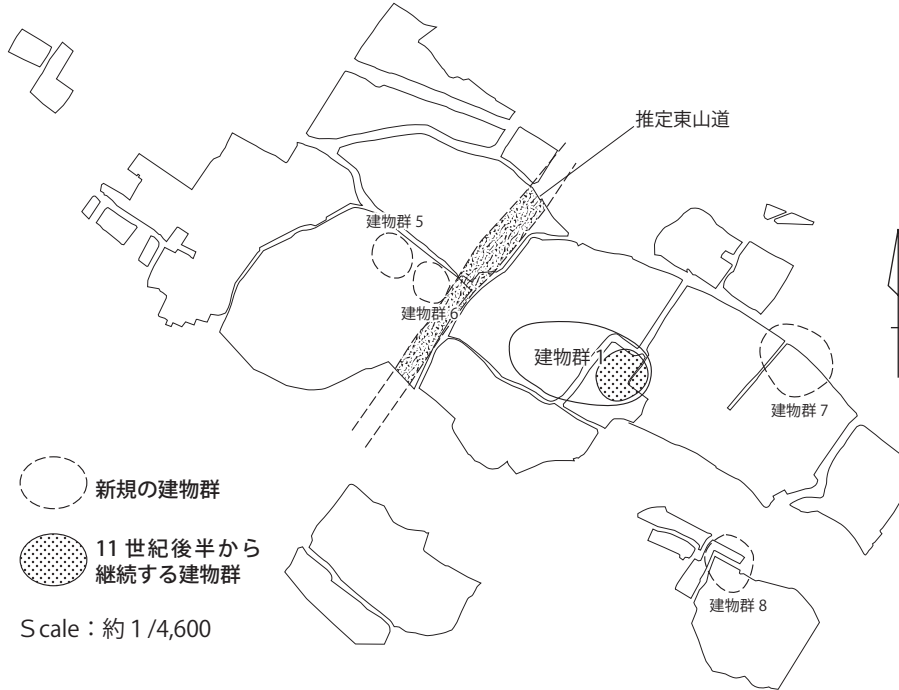 推定東山道
建物群 5
建物群 6
建物群 1
建物群 7
新規の建物群
11 世紀後半から
継続する建物群
建物群 8
Scale：約 1 /4,600